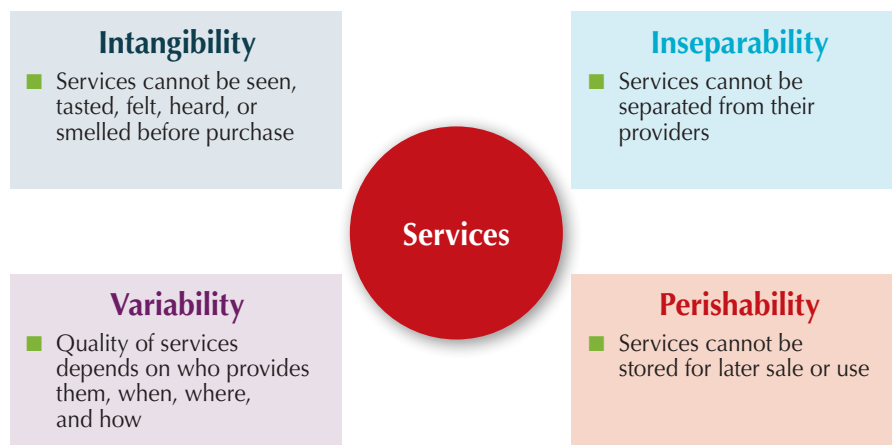 Intangibility
Services cannot be seen,
tasted, felt, heard, or
smelled before purchase
Inseparability
Services cannot be
separated from their
providers
Services
Variability
Quality of services
depends on who provides
them, when, where,
and how
Perishability
Services cannot be
stored for later sale or use